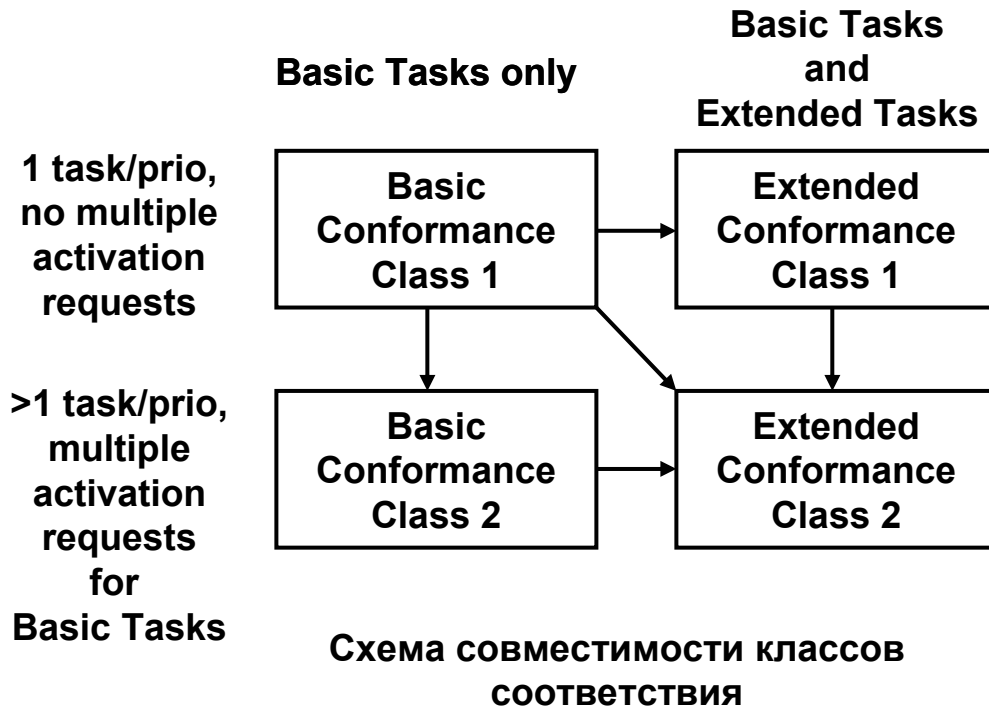 Basic Tasks only
Basic Tasks
and
Extended Tasks
1 task/prio,
no multiple
activation
requests
Basic
Conformance
Class 1
Extended
Conformance
Class 1
>1 task/prio,
multiple
activation
requests
for
Basic Tasks
Basic
Conformance
Class 2
Extended
Conformance
Class 2
Схема совместимости классов
соответствия